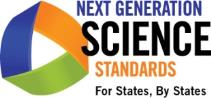 NEXT GENERATION
SCIENCE
STANDARDS
For States, By States